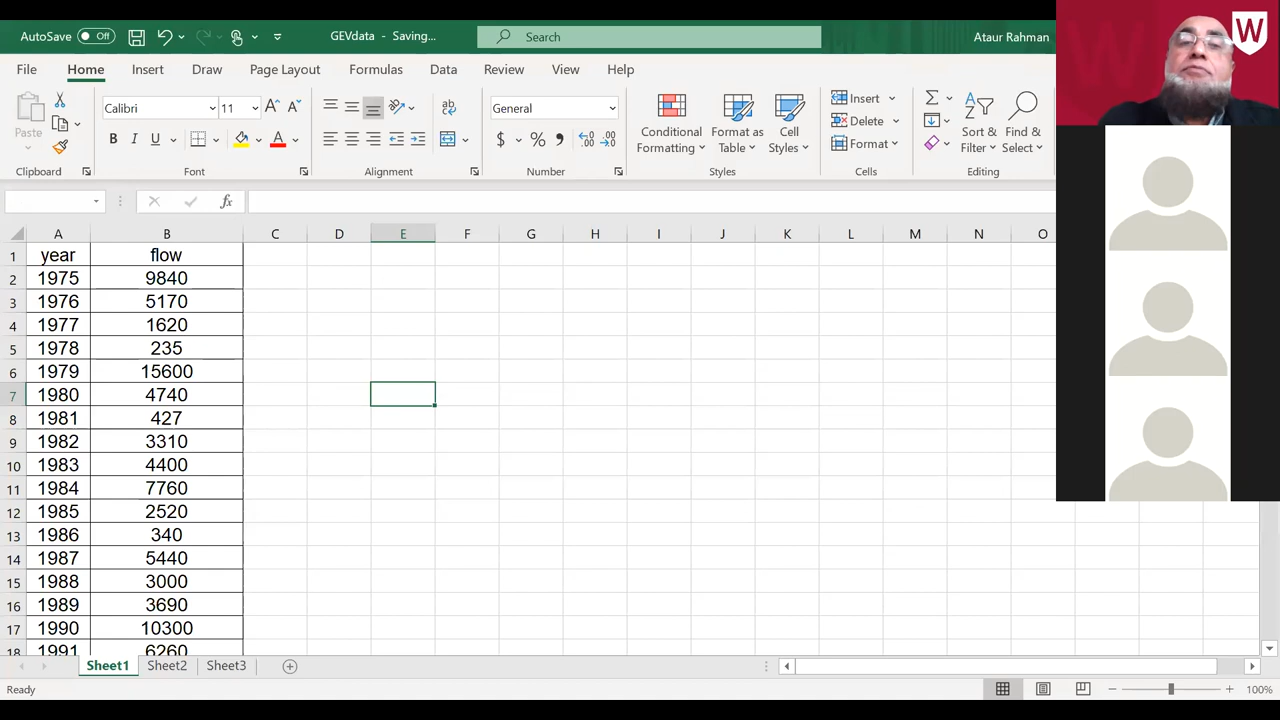 AutoSave Off GEVdata - Saving... Search Ataur Rahman W
File Home Insert Draw Page Layout Formulas Data Review View Help
Paste Calibri 11 General Conditional Formatting Format as Table Cell Styles Insert Delete Format Sort & Filter Find & Select
Clipboard Font Alignment Number Styles Cells Editing
fx
A B C D E F G H I J K L M N O
1 year flow
2 1975 9840
3 1976 5170
4 1977 1620
5 1978 235
6 1979 15600
7 1980 4740
8 1981 427
9 1982 3310
10 1983 4400
11 1984 7760
12 1985 2520
13 1986 340
14 1987 5440
15 1988 3000
16 1989 3690
17 1990 10300
18 1991 6260
Sheet1 Sheet2 Sheet3
Ready 100%